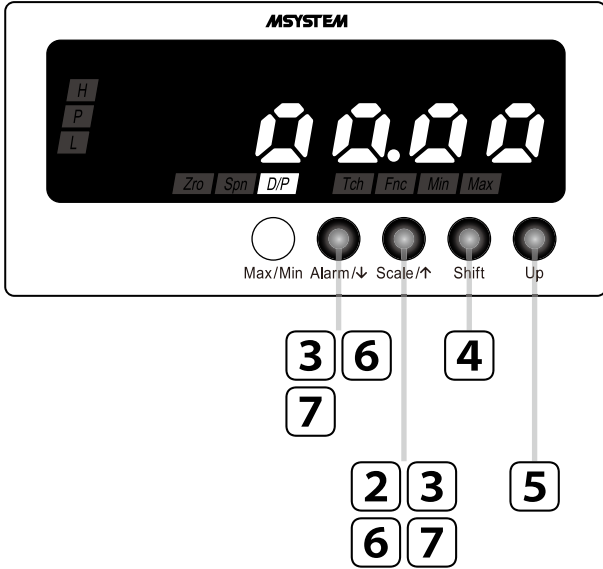 MSYSTEM
H
P
L
00.00
Zro Spn D/P Tch Fnc Min Max
Max/Min Alarm/↓ Scale/↑ Shift Up
3 6 4
7
2 3 5
6 7